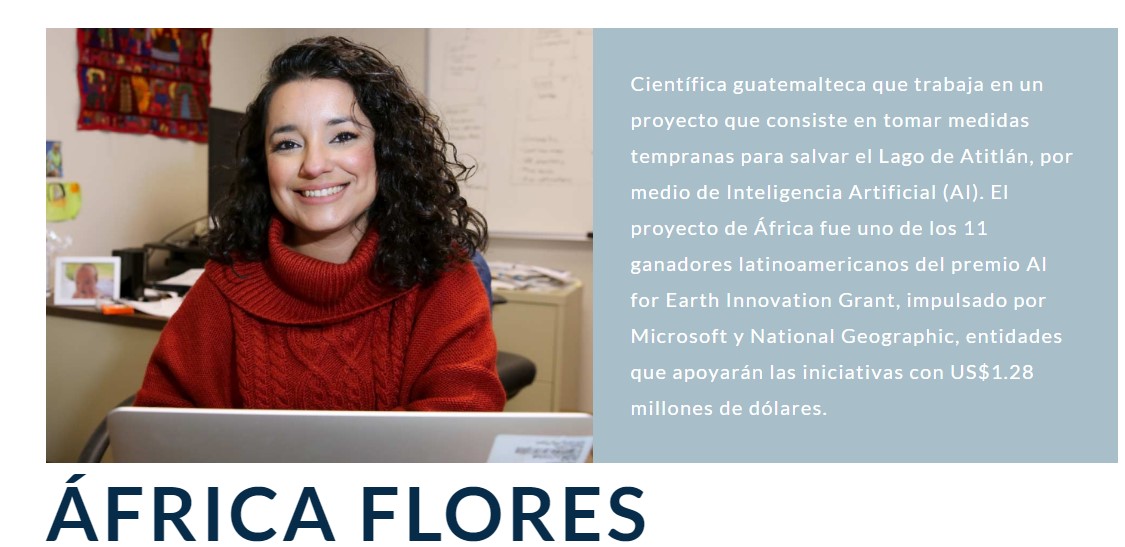 Científica guatemalteca que trabaja en un
proyecto que consiste en tomar medidas
tempranas para salvar el Lago de Atitlán, por
medio de Inteligencia Artificial (AI). El
proyecto de África fue uno de los 11
ganadores latinoamericanos del premio AI
for Earth Innovation Grant, impulsado por
Microsoft y National Geographic, entidades
que apoyarán las iniciativas con US$1.28
millones de dólares.
ÁFRICA FLORES